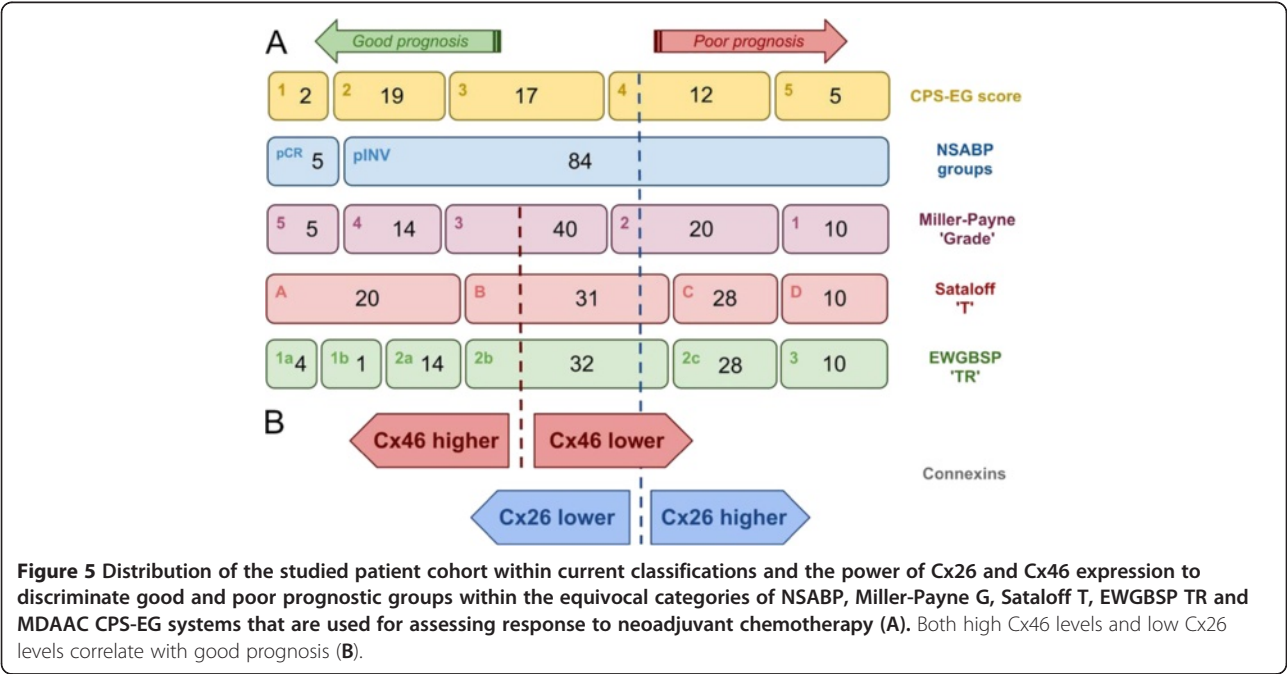 A
Good prognosis
Poor prognosis
1 2 2 19 3 17 4 12 5 5 CPS-EG score
pCR 5 pINV 84 NSABP
groups
5 5 4 14 3 40 2 20 1 10 Miller-Payne
'Grade'
A 20 B 31 C 28 D 10 Sataloff
'T'
1a 4 1b 1 2a 14 2b 32 2c 28 3 10 EWGBSP
'TR'
B
Cx46 higher Cx46 lower
Connexins
Cx26 lower Cx26 higher
Figure 5 Distribution of the studied patient cohort within current classifications and the power of Cx26 and Cx46 expression to
discriminate good and poor prognostic groups within the equivocal categories of NSABP, Miller-Payne G, Sataloff T, EWGBSP TR and
MDAAC CPS-EG systems that are used for assessing response to neoadjuvant chemotherapy (A). Both high Cx46 levels and low Cx26
levels correlate with good prognosis (B).